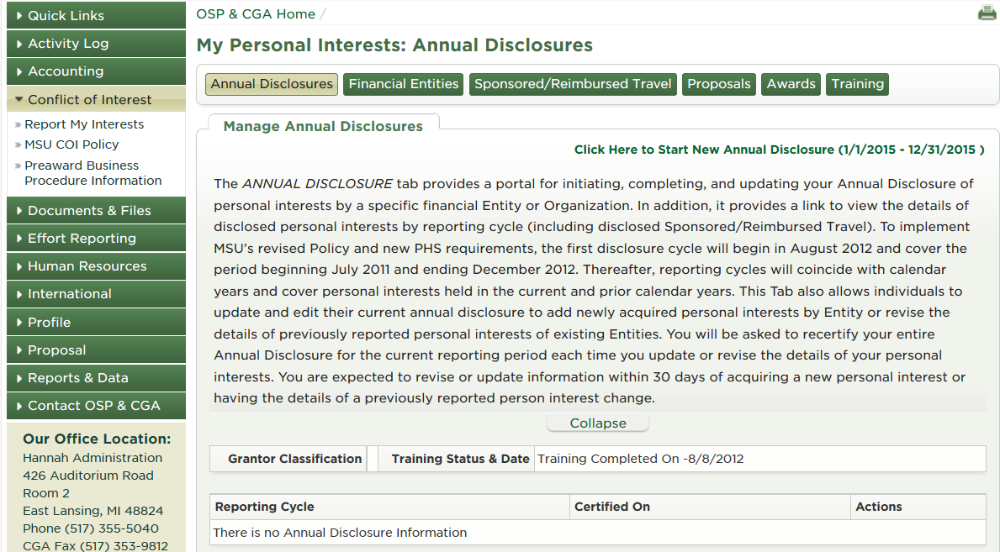 Quick Links
Activity Log
Accounting
Conflict of Interest
» Report My Interests
» MSU COI Policy
» Preaward Business
Procedure Information
Documents & Files
Effort Reporting
Human Resources
International
Profile
Proposal
Reports & Data
Contact OSP & CGA
Our Office Location:
Hannah Administration
426 Auditorium Road
Room 2
East Lansing, MI 48824
Phone (517) 355-5040
CGA Fax (517) 353-9812
OSP & CGA Home /
My Personal Interests: Annual Disclosures
Annual Disclosures Financial Entities Sponsored/Reimbursed Travel Proposals Awards Training
Manage Annual Disclosures
Click Here to Start New Annual Disclosure (1/1/2015 - 12/31/2015 )
The ANNUAL DISCLOSURE tab provides a portal for initiating, completing, and updating your Annual Disclosure of
personal interests by a specific financial Entity or Organization. In addition, it provides a link to view the details of
disclosed personal interests by reporting cycle (including disclosed Sponsored/Reimbursed Travel). To implement
MSU's revised Policy and new PHS requirements, the first disclosure cycle will begin in August 2012 and cover the
period beginning July 2011 and ending December 2012. Thereafter, reporting cycles will coincide with calendar
years and cover personal interests held in the current and prior calendar years. This Tab also allows individuals to
update and edit their current annual disclosure to add newly acquired personal interests by Entity or revise the
details of previously reported personal interests of existing Entities. You will be asked to recertify your entire
Annual Disclosure for the current reporting period each time you update or revise the details of your personal
interests. You are expected to revise or update information within 30 days of acquiring a new personal interest or
having the details of a previously reported person interest change.
Collapse
Grantor Classification Training Status & Date Training Completed On -8/8/2012
Reporting Cycle Certified On Actions
There is no Annual Disclosure Information